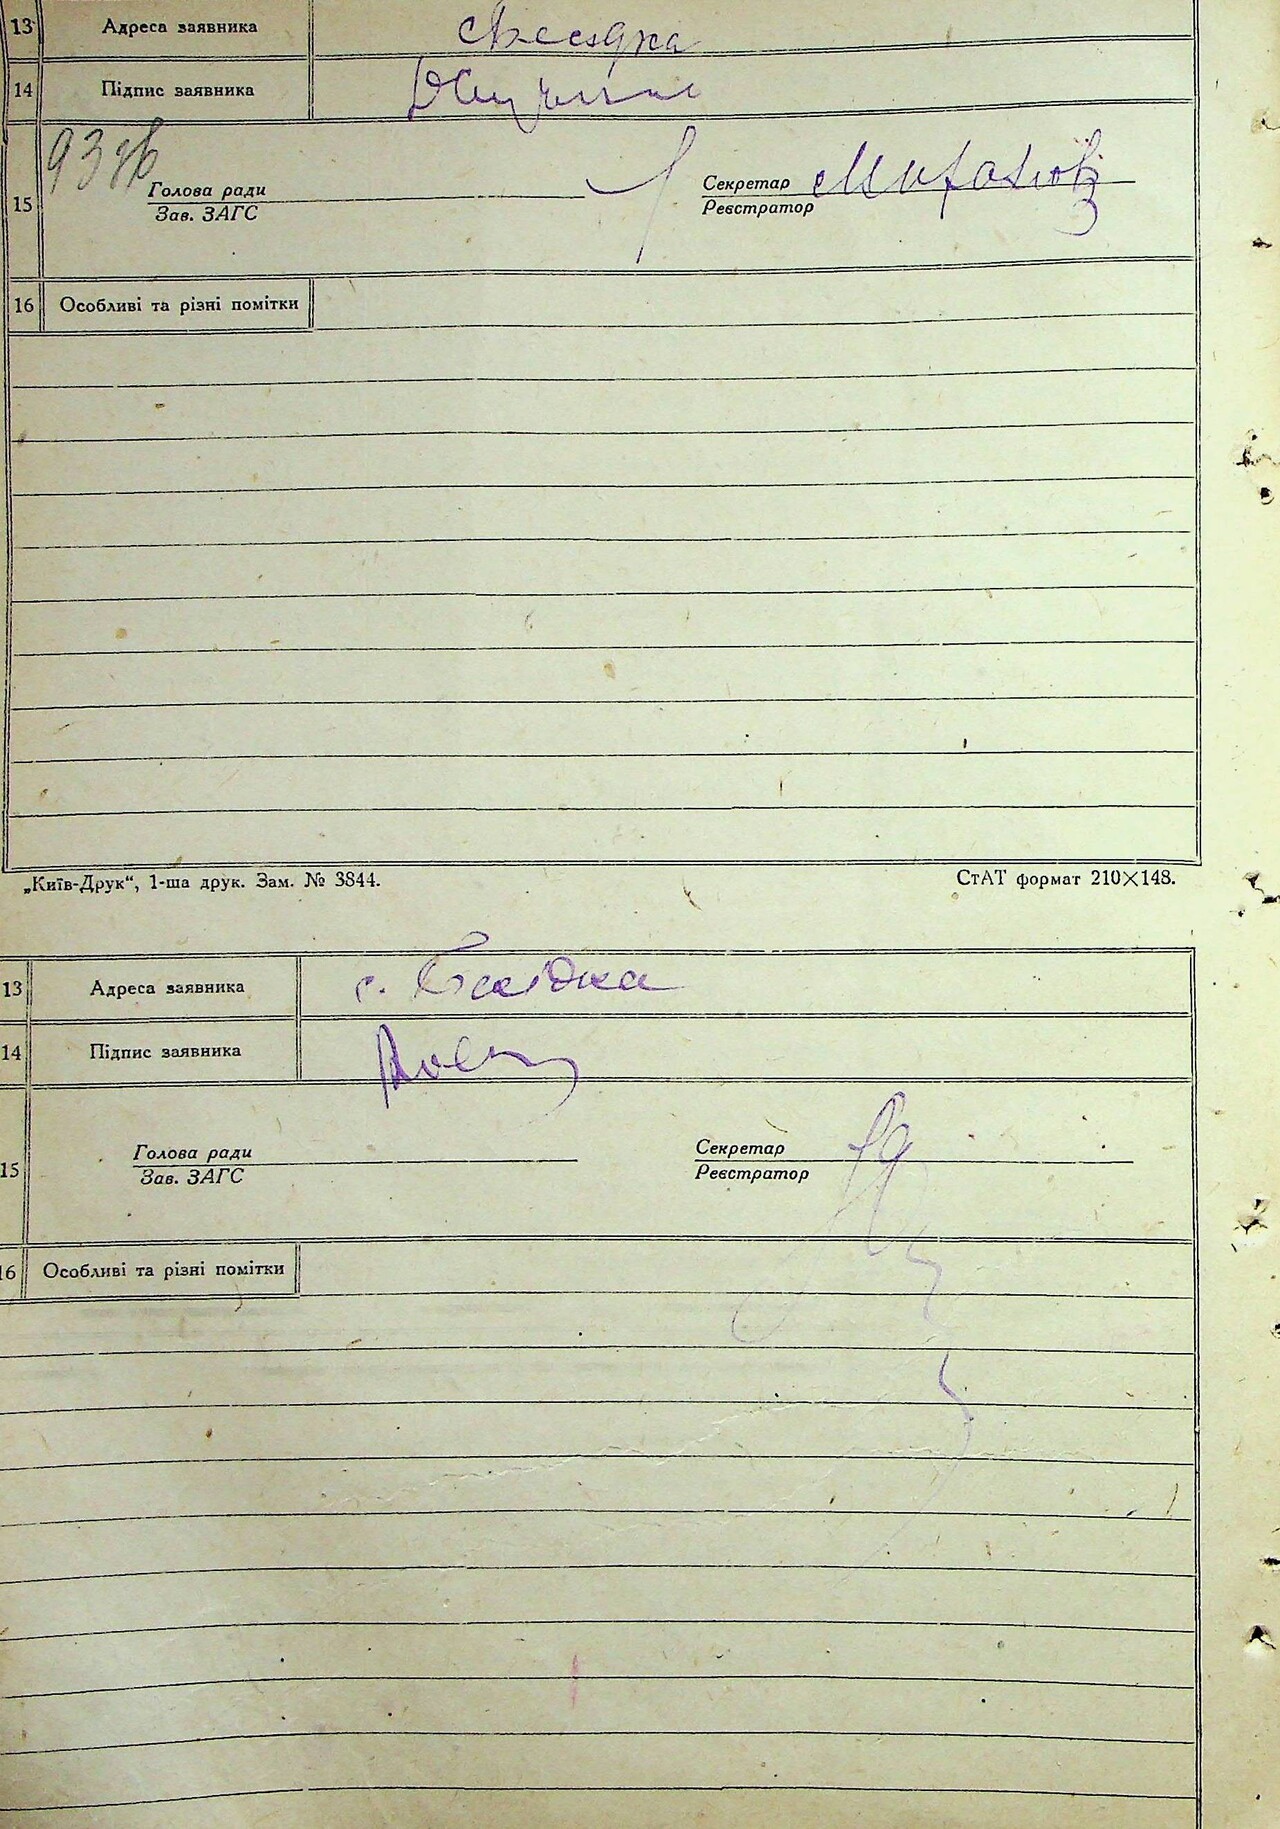 13 Адреса заявника
14 Підпис заявника
93 зв
15 Голова ради Секретар
Зав. ЗАГС Реєстратор
16 Особливі та різні помітки
„Київ-Друк“, 1-ша друк. Зам. № 3844. СтАТ формат 210×148.
13 Адреса заявника с.
14 Підпис заявника
15 Голова ради Секретар
Зав. ЗАГС Реєстратор
16 Особливі та різні помітки